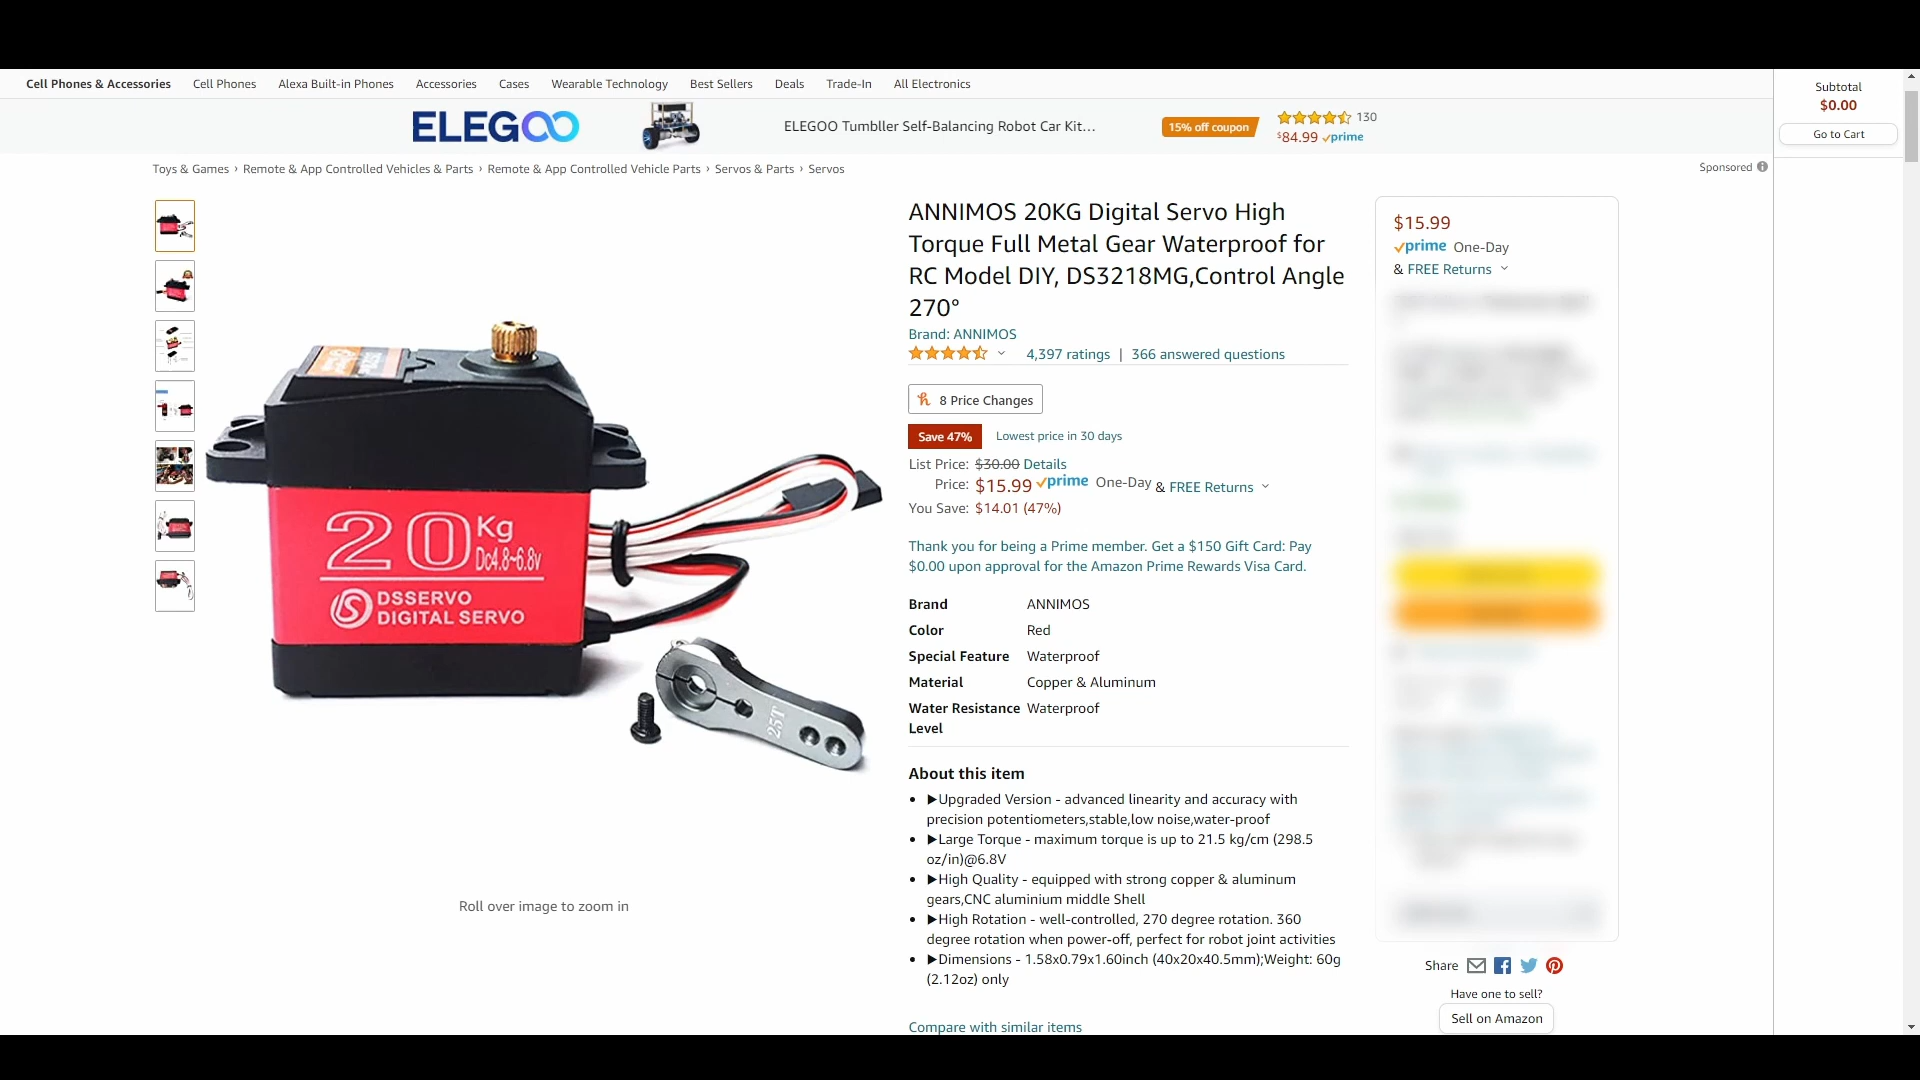 Cell Phones & Accessories Cell Phones Alexa Built-in Phones Accessories Cases Wearable Technology Best Sellers Deals Trade-In All Electronics
Subtotal
$0.00
Go to Cart
ELEGOO
ELEGOO Tumbller Self-Balancing Robot Car Kit…
15% off coupon
130
$84.99 prime
Toys & Games › Remote & App Controlled Vehicles & Parts › Remote & App Controlled Vehicle Parts › Servos & Parts › Servos
Sponsored
20 Kg
Dc4.8~6.8v
DSSERVO
DIGITAL SERVO
25T
Roll over image to zoom in
ANNIMOS 20KG Digital Servo High
Torque Full Metal Gear Waterproof for
RC Model DIY, DS3218MG,Control Angle
270°
Brand: ANNIMOS
4,397 ratings | 366 answered questions
8 Price Changes
Save 47% Lowest price in 30 days
List Price: $30.00 Details
Price: $15.99 prime One-Day & FREE Returns
You Save: $14.01 (47%)
Thank you for being a Prime member. Get a $150 Gift Card: Pay
$0.00 upon approval for the Amazon Prime Rewards Visa Card.
Brand ANNIMOS
Color Red
Special Feature Waterproof
Material Copper & Aluminum
Water Resistance Waterproof
Level
About this item
• ▶Upgraded Version - advanced linearity and accuracy with
precision potentiometers,stable,low noise,water-proof
• ▶Large Torque - maximum torque is up to 21.5 kg/cm (298.5
oz/in)@6.8V
• ▶High Quality - equipped with strong copper & aluminum
gears,CNC aluminium middle Shell
• ▶High Rotation - well-controlled, 270 degree rotation. 360
degree rotation when power-off, perfect for robot joint activities
• ▶Dimensions - 1.58x0.79x1.60inch (40x20x40.5mm);Weight: 60g
(2.12oz) only
Compare with similar items
$15.99
prime One-Day
& FREE Returns
Share
Have one to sell?
Sell on Amazon